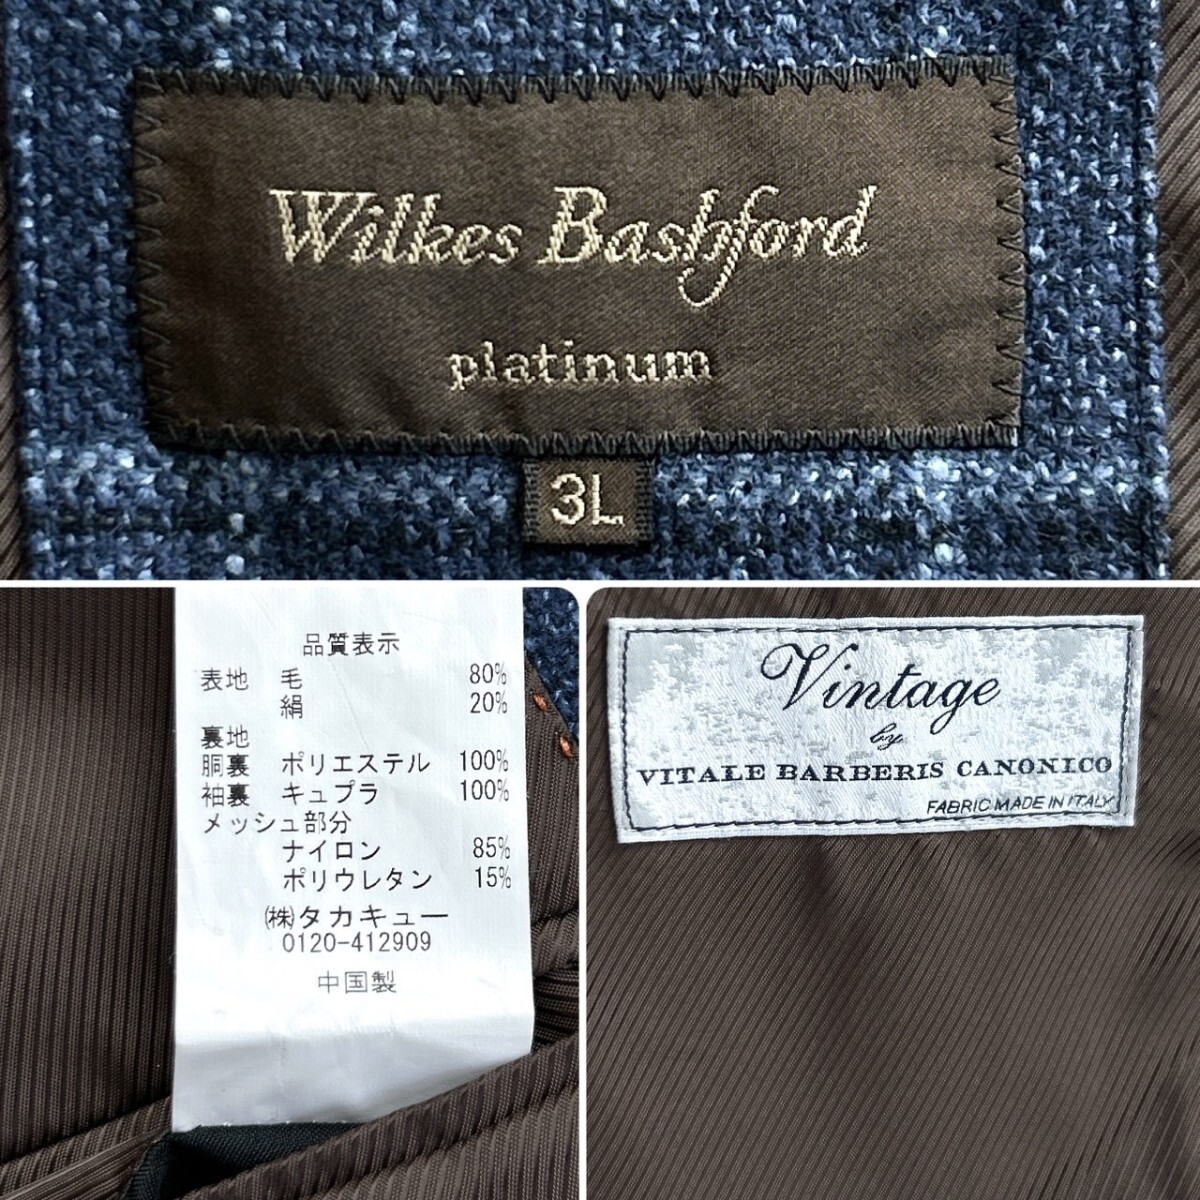 Wilkes Bashford
platinum
3L
品質表示
表地 毛 80%
絹 20%
裏地
胴裏 ポリエステル 100%
袖裏 キュプラ 100%
メッシュ部分
ナイロン 85%
ポリウレタン 15%
㈱タカキュー
0120-412909
中国製
Vintage
by
VITALE BARBERIS CANONICO
FABRIC MADE IN ITALY